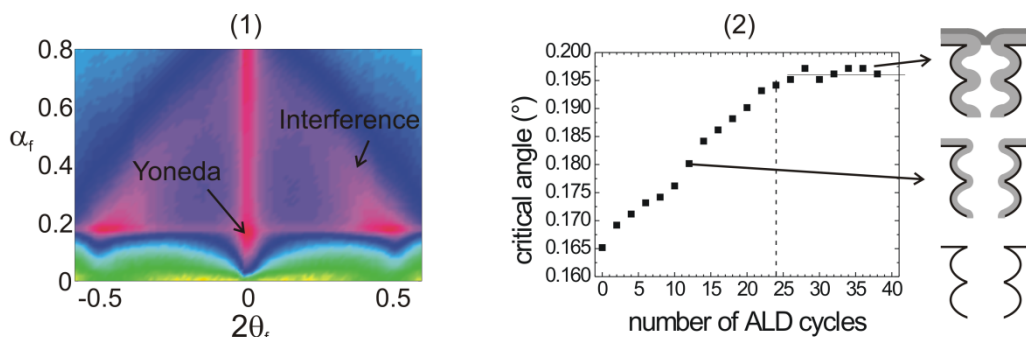 (1)
0.8
0.6
αf
0.4
0.2
0
Interference
Yoneda
-0.5 0 0.5
2θf
(2)
critical angle (°)
0.200
0.195
0.190
0.185
0.180
0.175
0.170
0.165
0.160
0 5 10 15 20 25 30 35 40
number of ALD cycles